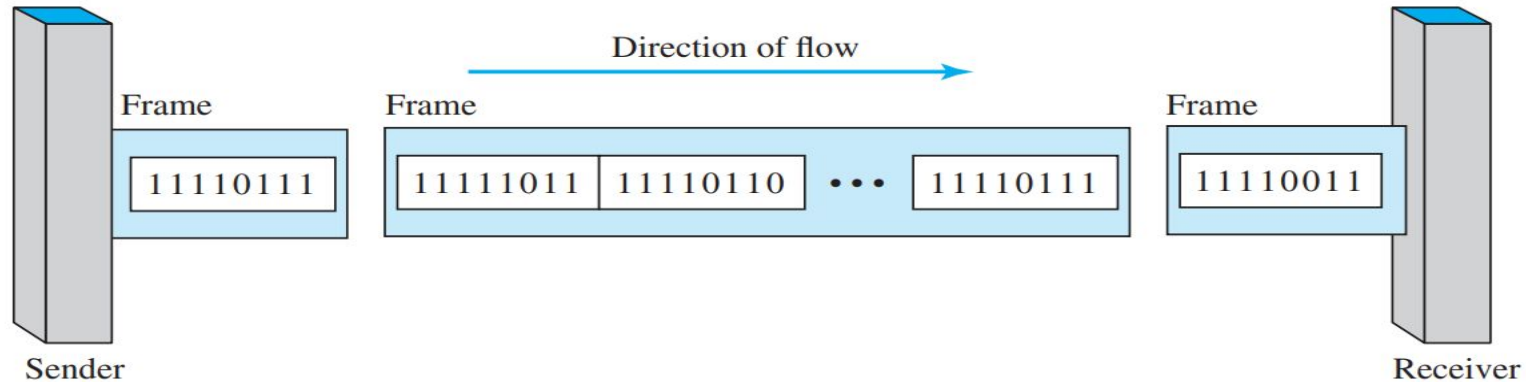 Direction of flow
Frame
Frame
Frame
11110111
11111011
11110110
•••
11110111
11110011
Sender
Receiver